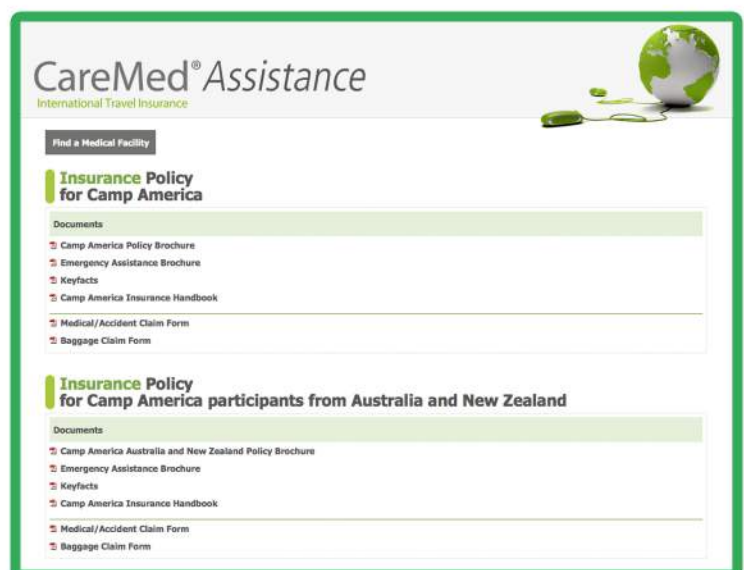 CareMed® Assistance
International Travel Insurance
Find a Medical Facility
Insurance Policy
for Camp America
Documents
Camp America Policy Brochure
Emergency Assistance Brochure
Keyfacts
Camp America Insurance Handbook
Medical/Accident Claim Form
Baggage Claim Form
Insurance Policy
for Camp America participants from Australia and New Zealand
Documents
Camp America Australia and New Zealand Policy Brochure
Emergency Assistance Brochure
Keyfacts
Camp America Insurance Handbook
Medical/Accident Claim Form
Baggage Claim Form